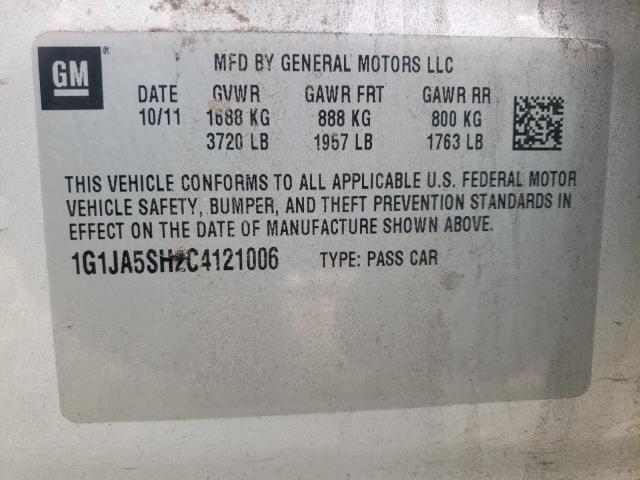 GM ®
MFD BY GENERAL MOTORS LLC
DATE GVWR GAWR FRT GAWR RR
10/11 1688 KG 888 KG 800 KG
3720 LB 1957 LB 1763 LB
THIS VEHICLE CONFORMS TO ALL APPLICABLE U.S. FEDERAL MOTOR
VEHICLE SAFETY, BUMPER, AND THEFT PREVENTION STANDARDS IN
EFFECT ON THE DATE OF MANUFACTURE SHOWN ABOVE.
1G1JA5SH2C4121006 TYPE: PASS CAR